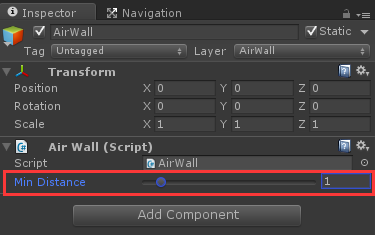 Inspector Navigation
AirWall Static
Tag Untagged Layer AirWall
Transform
Position X 0 Y 0 Z 0
Rotation X 0 Y 0 Z 0
Scale X 1 Y 1 Z 1
Air Wall (Script)
Script AirWall
Min Distance 1
Add Component